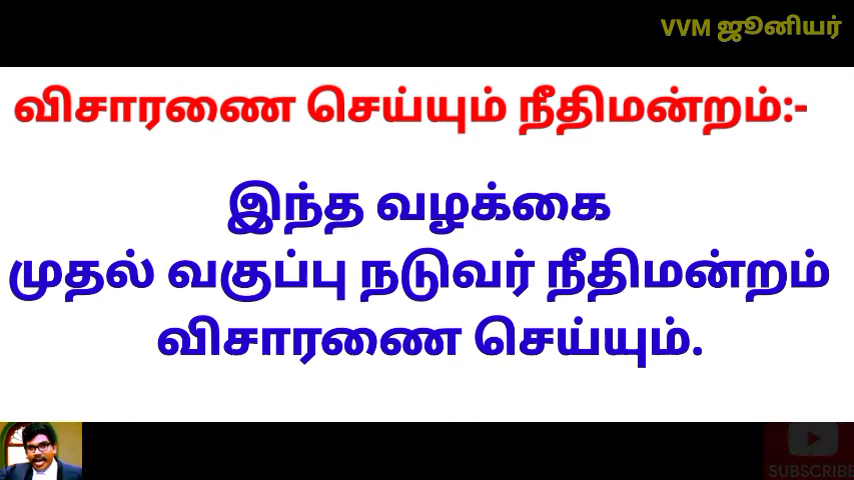 VVM ஜூனியர்
விசாரணை செய்யும் நீதிமன்றம்:-
இந்த வழக்கை
முதல் வகுப்பு நடுவர் நீதிமன்றம்
விசாரணை செய்யும்.
SUBSCRIBE